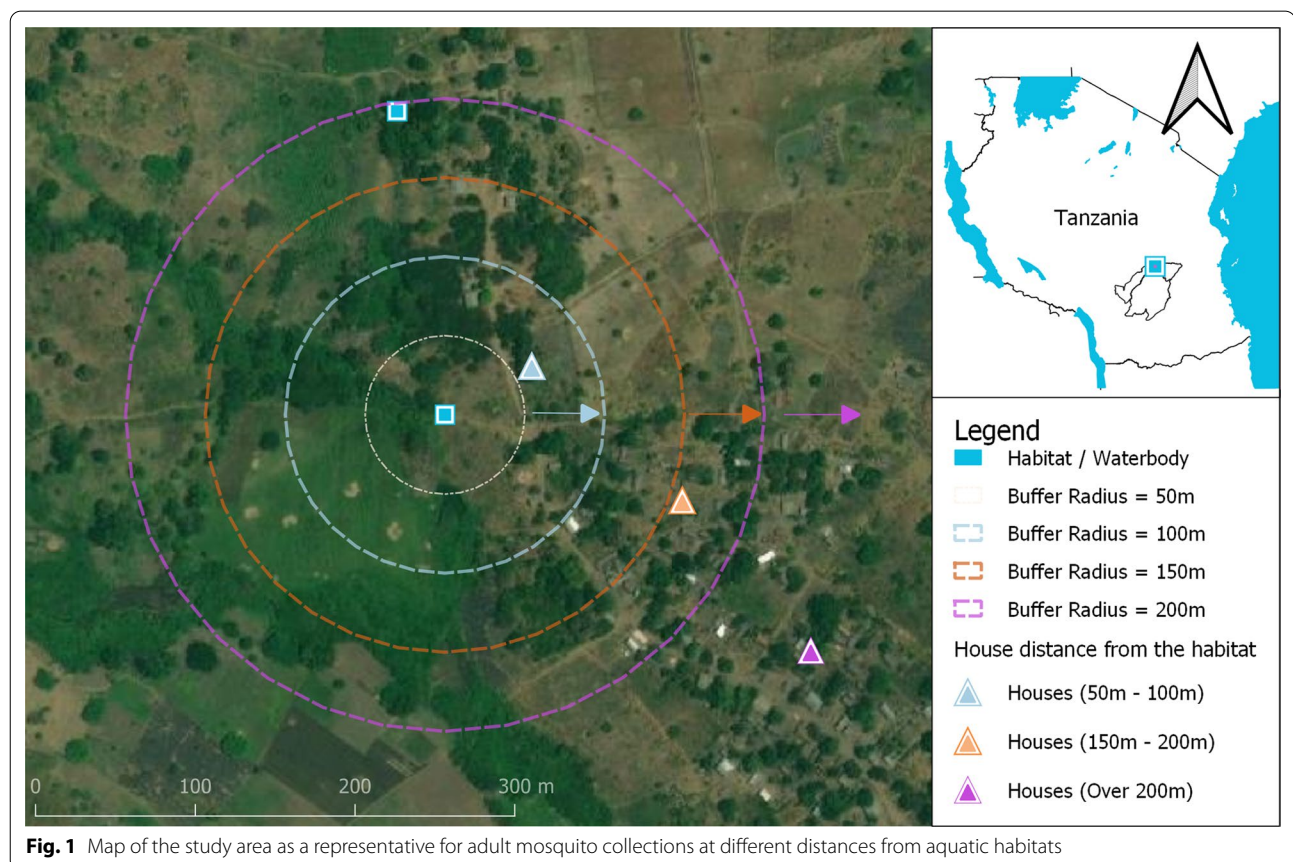 Tanzania
Legend
Habitat / Waterbody
Buffer Radius = 50m
Buffer Radius = 100m
Buffer Radius = 150m
Buffer Radius = 200m
House distance from the habitat
Houses (50m - 100m)
Houses (150m - 200m)
Houses (Over 200m)
0 100 200 300 m
Fig. 1 Map of the study area as a representative for adult mosquito collections at different distances from aquatic habitats